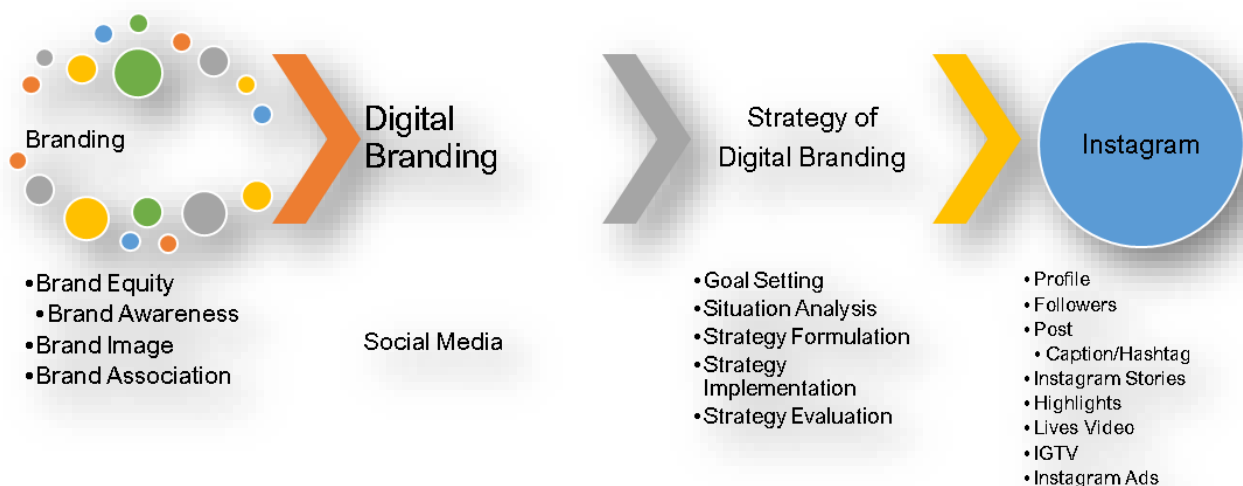 Branding
•Brand Equity
•Brand Awareness
•Brand Image
•Brand Association
Digital
Branding
Social Media
Strategy of
Digital Branding
•Goal Setting
•Situation Analysis
•Strategy Formulation
•Strategy
Implementation
•Strategy Evaluation
Instagram
•Profile
•Followers
•Post
•Caption/Hashtag
•Instagram Stories
•Highlights
•Lives Video
•IGTV
•Instagram Ads